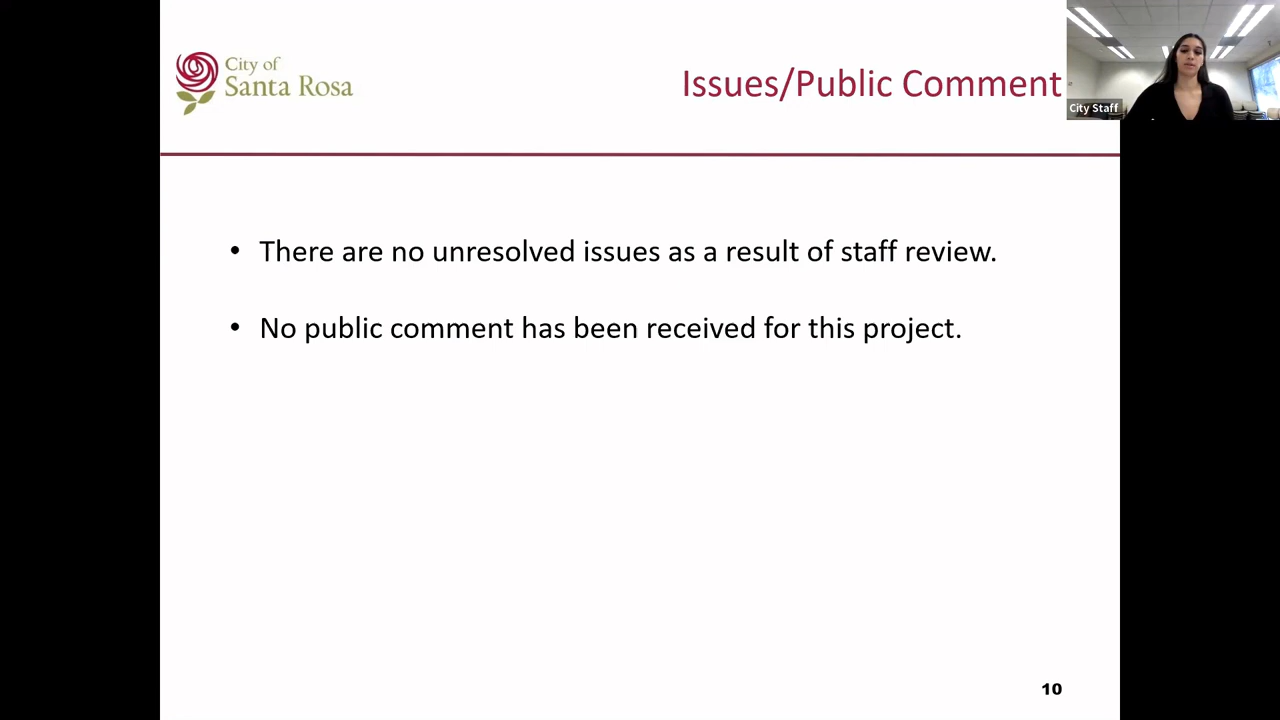 City of
Santa Rosa
Issues/Public Comment
City Staff
• There are no unresolved issues as a result of staff review.
• No public comment has been received for this project.
10